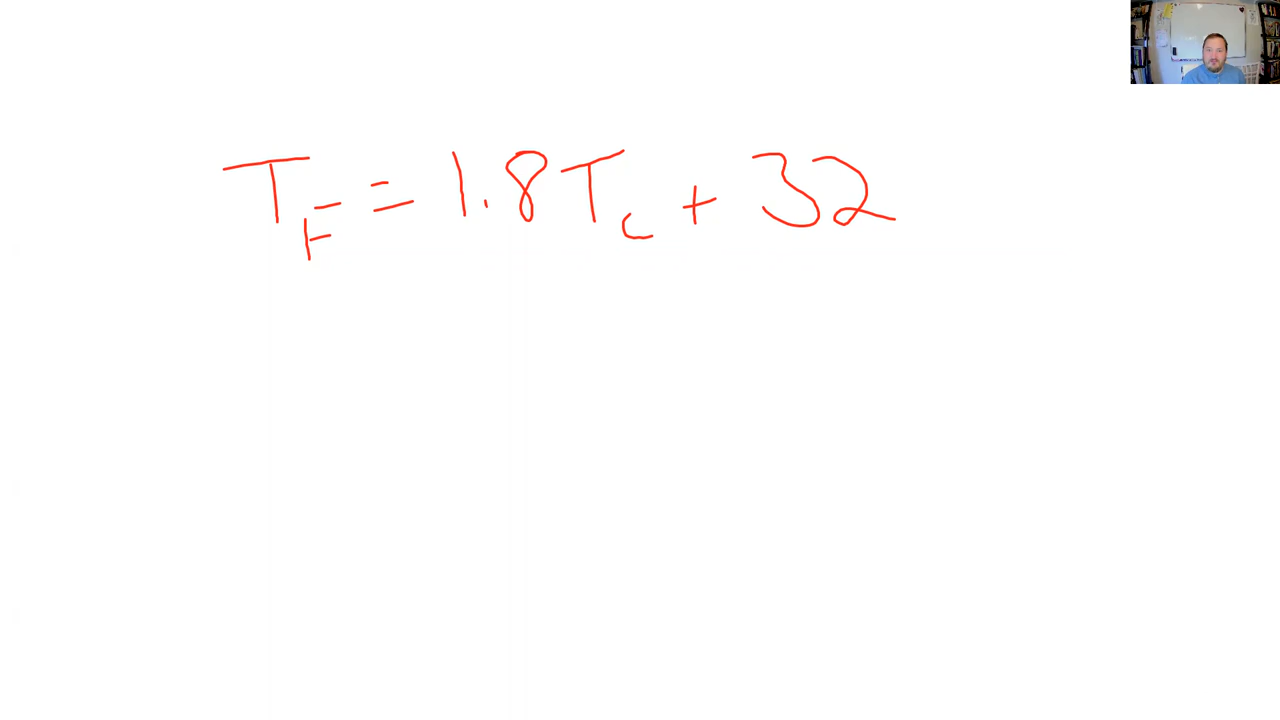 T_F = 1.8T_C + 32